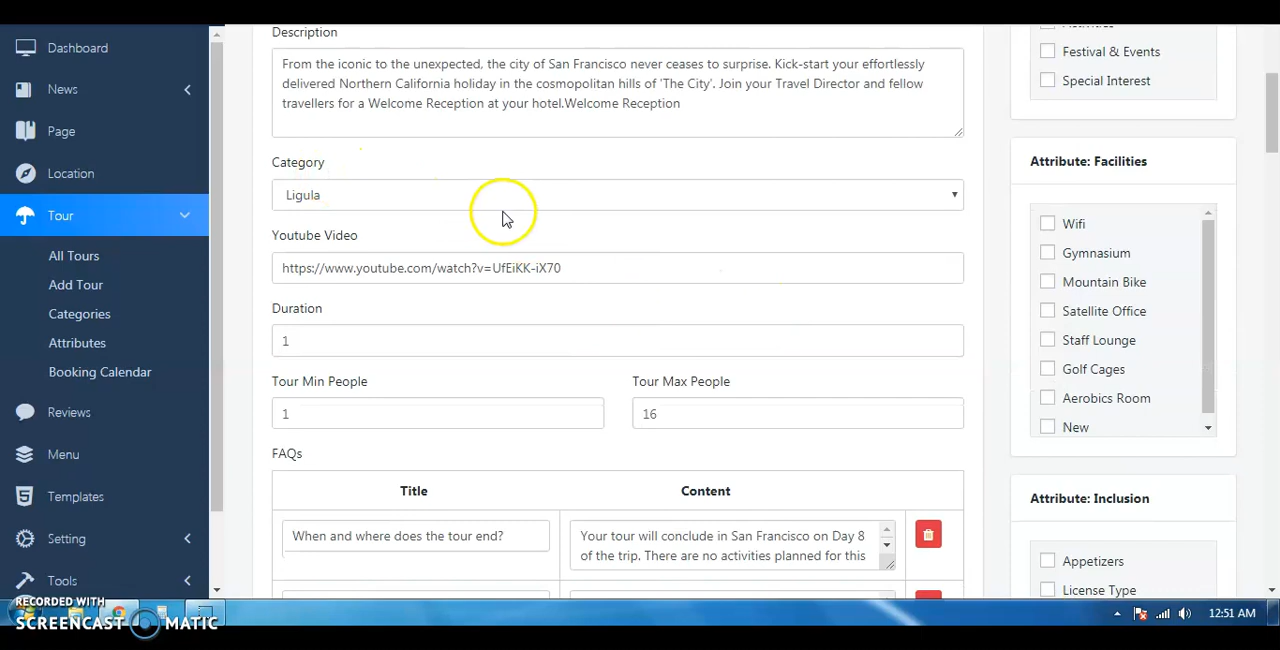 Dashboard
News
Page
Location
Tour
All Tours
Add Tour
Categories
Attributes
Booking Calendar
Reviews
Menu
Templates
Setting
Tools
RECORDED WITH
SCREENCAST MATIC
Description
From the iconic to the unexpected, the city of San Francisco never ceases to surprise. Kick-start your effortlessly
delivered Northern California holiday in the cosmopolitan hills of 'The City'. Join your Travel Director and fellow
travellers for a Welcome Reception at your hotel.Welcome Reception
Category
Ligula
Youtube Video
https://www.youtube.com/watch?v=UfEiKK-iX70
Duration
1
Tour Min People
Tour Max People
1
16
FAQs
Title
Content
When and where does the tour end?
Your tour will conclude in San Francisco on Day 8
of the trip. There are no activities planned for this
Festival & Events
Special Interest
Attribute: Facilities
Wifi
Gymnasium
Mountain Bike
Satellite Office
Staff Lounge
Golf Cages
Aerobics Room
New
Attribute: Inclusion
Appetizers
License Type
12:51 AM